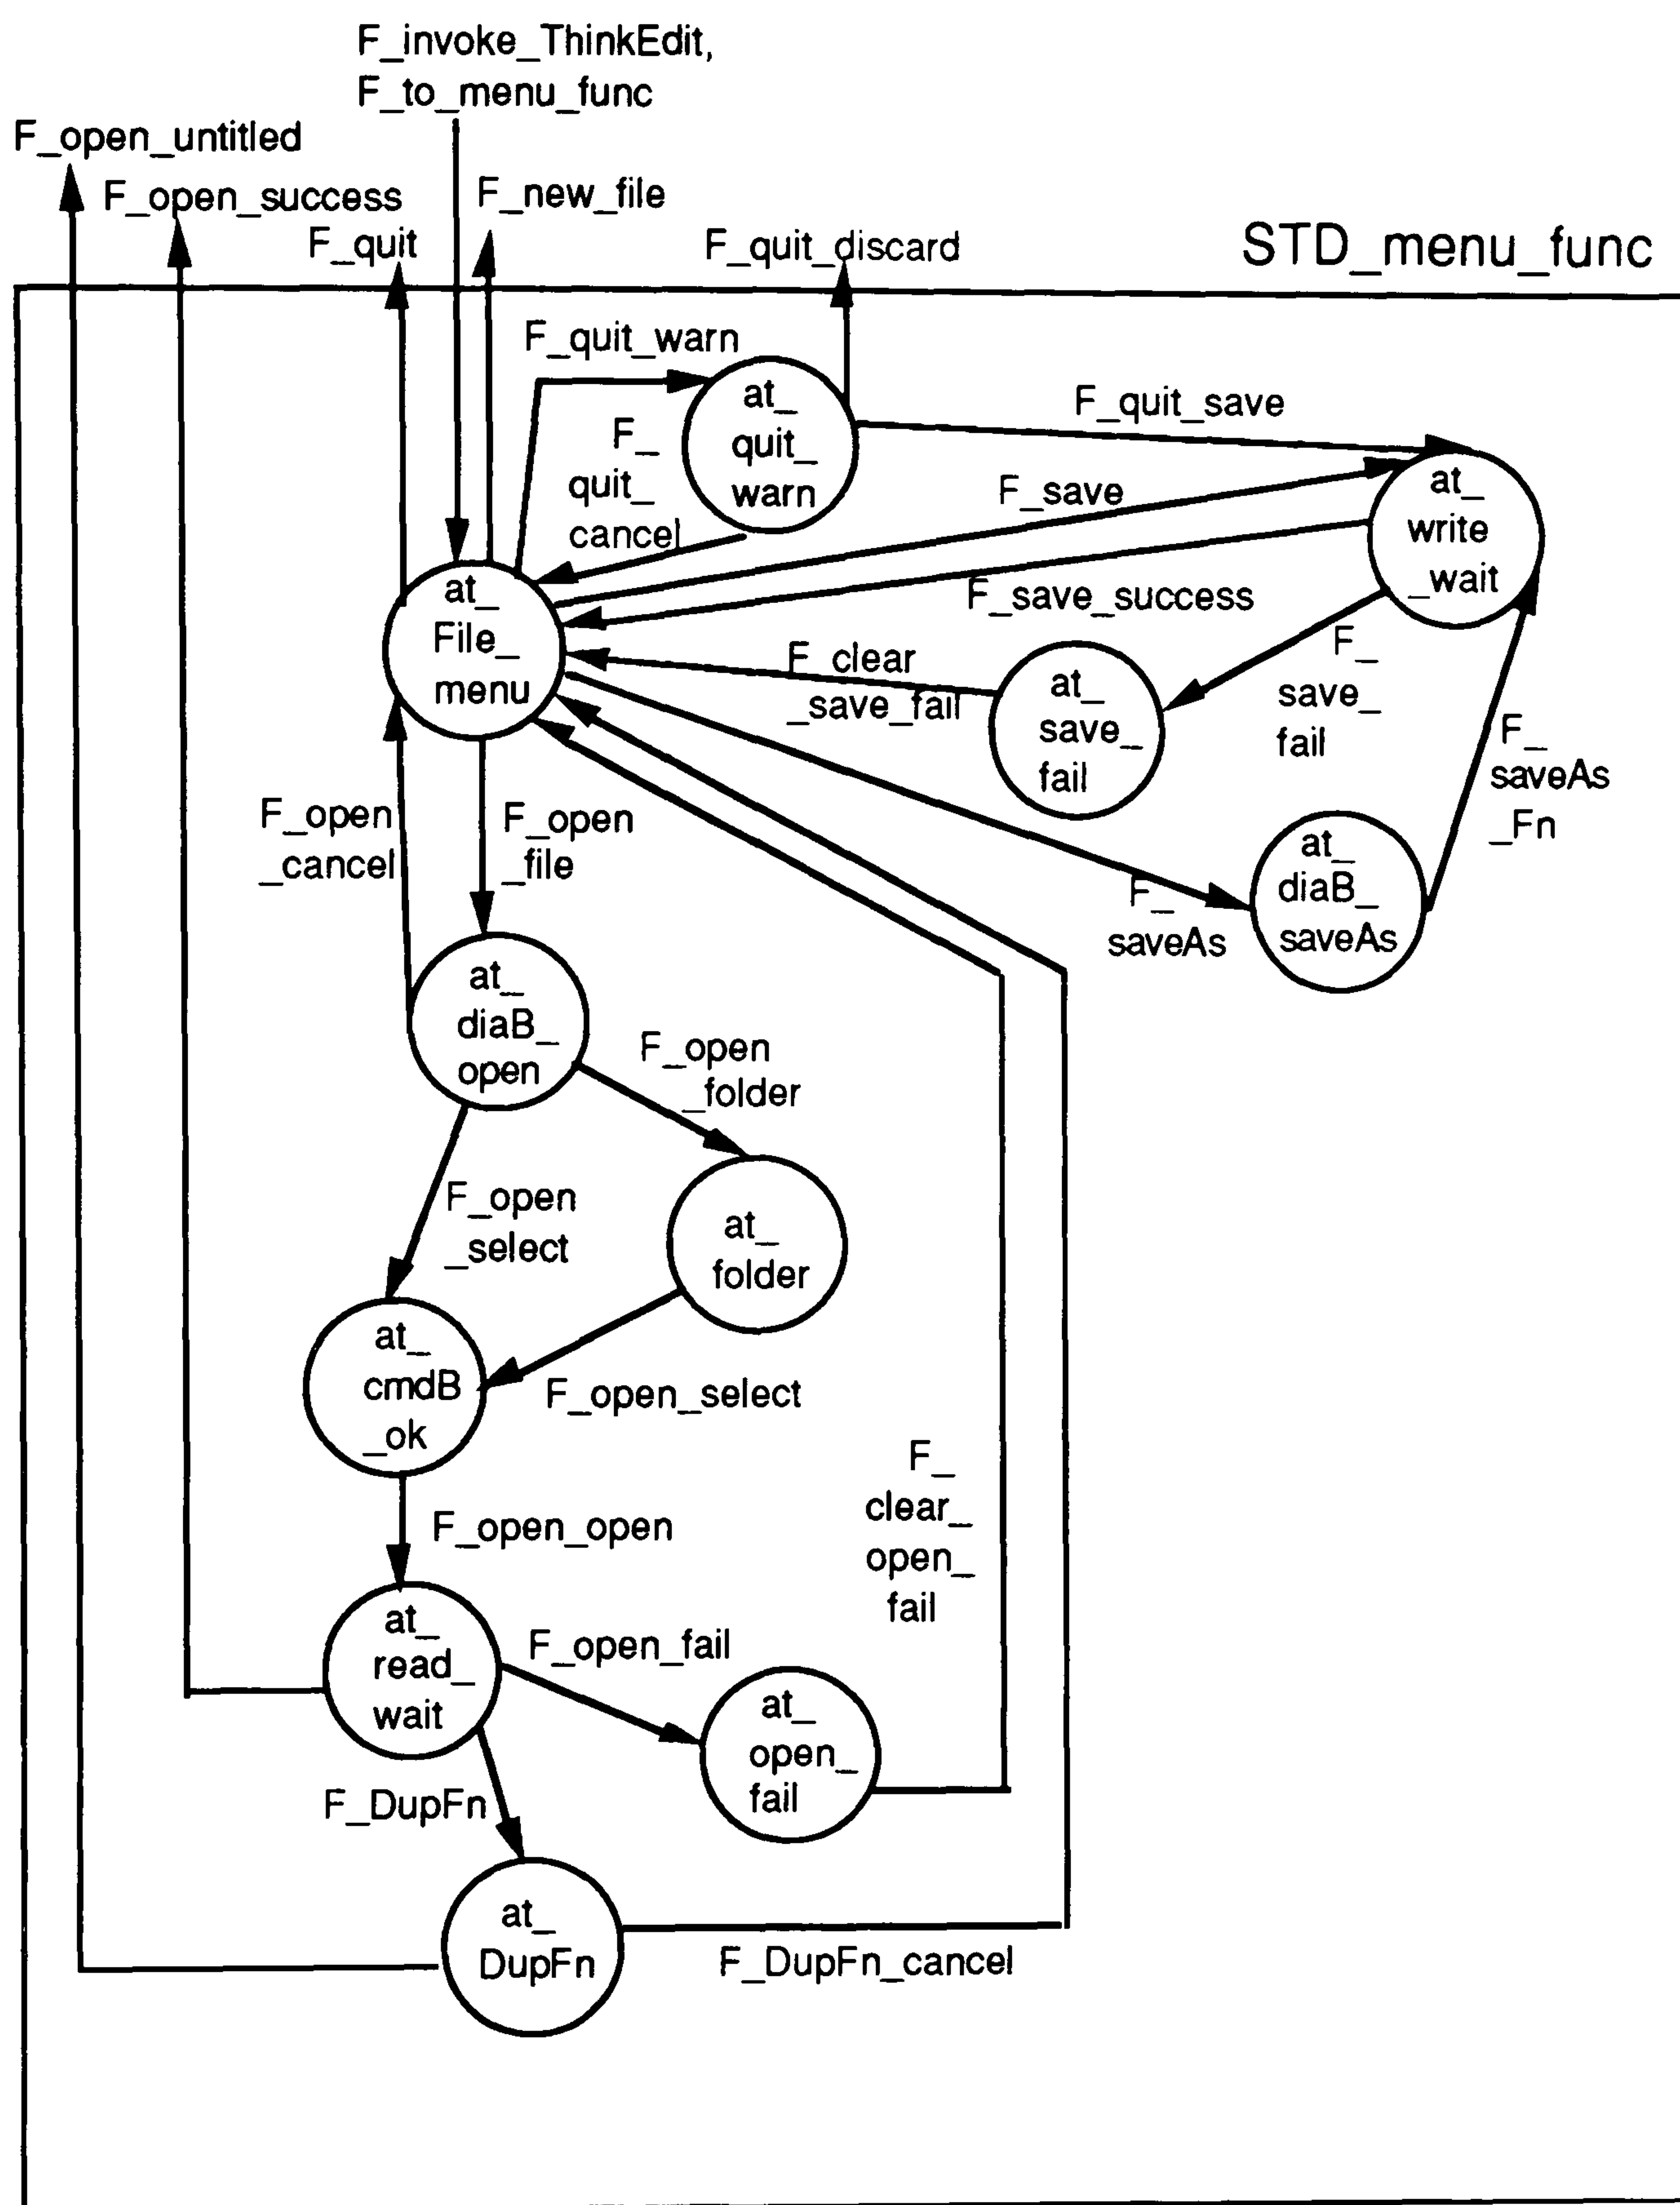 F_invoke_ThinkEdit,
F_to_menu_func
F_open_untitled
F_open_success
F_new_file
F_quit
F_quit_discard
STD_menu_func
F_quit_warn
at_
quit_
warn
F_
quit_
cancel
F_quit_save
F_save
at_
write
_wait
F_save_success
at_
File_
menu
F_clear
_save_fail
at_
save_
fail
F_
save_
fail
F_
saveAs
_Fn
F_open
_cancel
F_open
_file
at_
diaB_
saveAs
F_
saveAs
at_
diaB_
open
F_open
_folder
F_open
_select
at_
folder
at_
cmdB
_ok
F_open_select
F_
clear_
open_
fail
F_open_open
at_
read_
wait
F_open_fail
at_
open_
fail
F_DupFn
at_
DupFn
F_DupFn_cancel